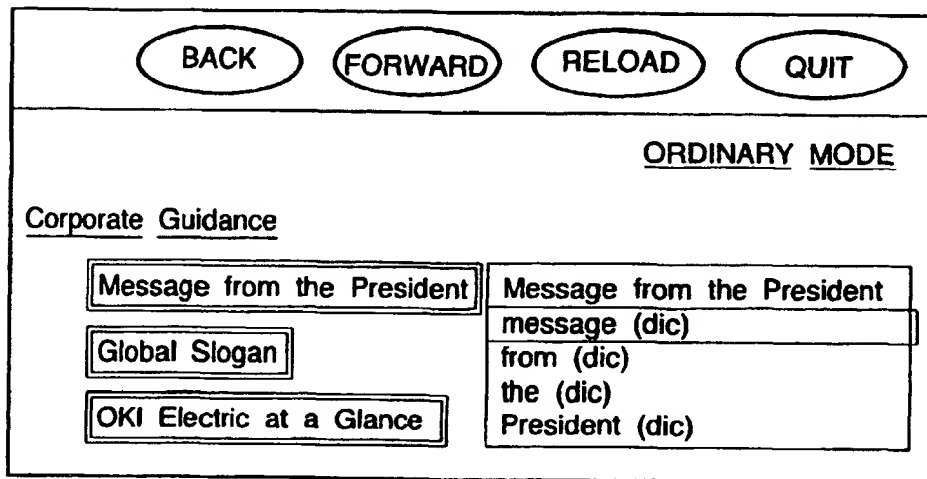 BACK FORWARD RELOAD QUIT
ORDINARY MODE
Corporate Guidance
Message from the President
Global Slogan
OKI Electric at a Glance
Message from the President
message (dic)
from (dic)
the (dic)
President (dic)